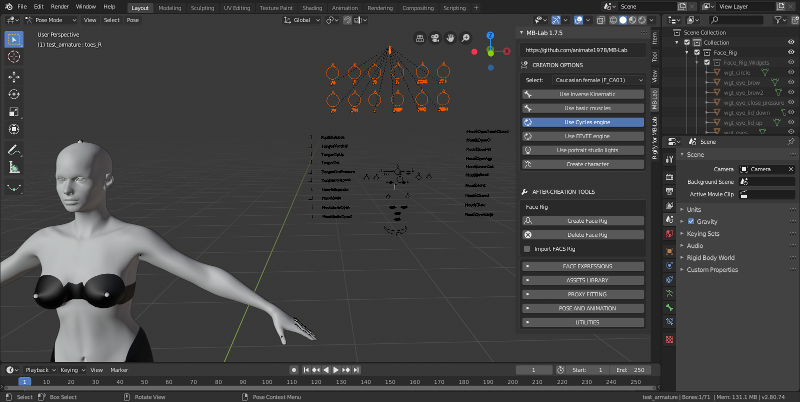 File Edit Render Window Help Layout Modeling Sculpting UV Editing Texture Paint Shading Animation Rendering Scene View Layer
Pose Mode View Select Pose Global
User Perspective
(1) test_armature : toes_R
MB-Lab 1.7.5
https://github.com/animate1978/MB-Lab
CREATION OPTIONS
Select: Caucasian female (F_CA01)
Use Inverse Kinematic
Use basic muscles
Use Cycles engine
Use EEVEE engine
Use portrait studio lights
Create character
AFTER-CREATION TOOLS
Face Rig
Create Face Rig
Delete Face Rig
Import FACS Rig
FACE EXPRESSIONS
ASSETS LIBRARY
PROXY FITTING
POSE AND ANIMATION
UTILITIES
Item
Tool
View
MB-Lab
Rigify for MB-Lab
Scene Collection
Collection
Face_Rig
Face_Rig_Widgets
wgt_circle
wgt_eye_brow
wgt_eye_brow2
wgt_eye_close_pressure
wgt_eye_lid_down
wgt_eye_lid_up
Scene
Scene
Camera Camera
Background Scene
Active Movie Clip
Units
Gravity
Keying Sets
Audio
Rigid Body World
Custom Properties
Playback Keying View Marker 1 Start: 1 End: 250
1 10 20 30 40 50 60 70 80 90 100 110 120 130 140 150 160 170 180 190 200 210 220 230 240 250
Select Box Select Rotate View Pose Context Menu test_armature | Bones:1/71 | Mem: 131.1 MB | v2.80.74